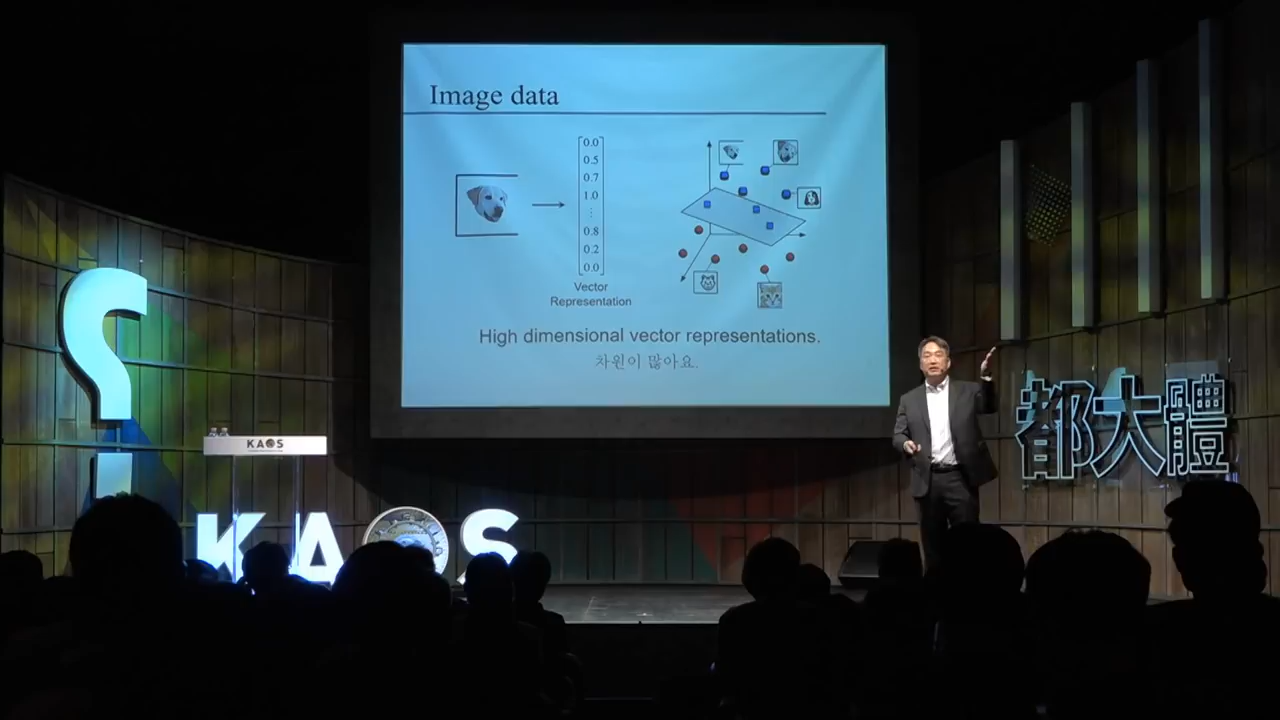 Image data
0.0
0.5
0.7
1.0
⋮
0.8
0.2
0.0
Vector
Representation
High dimensional vector representations.
차원이 많아요.
KAOS
KAOS
都大體